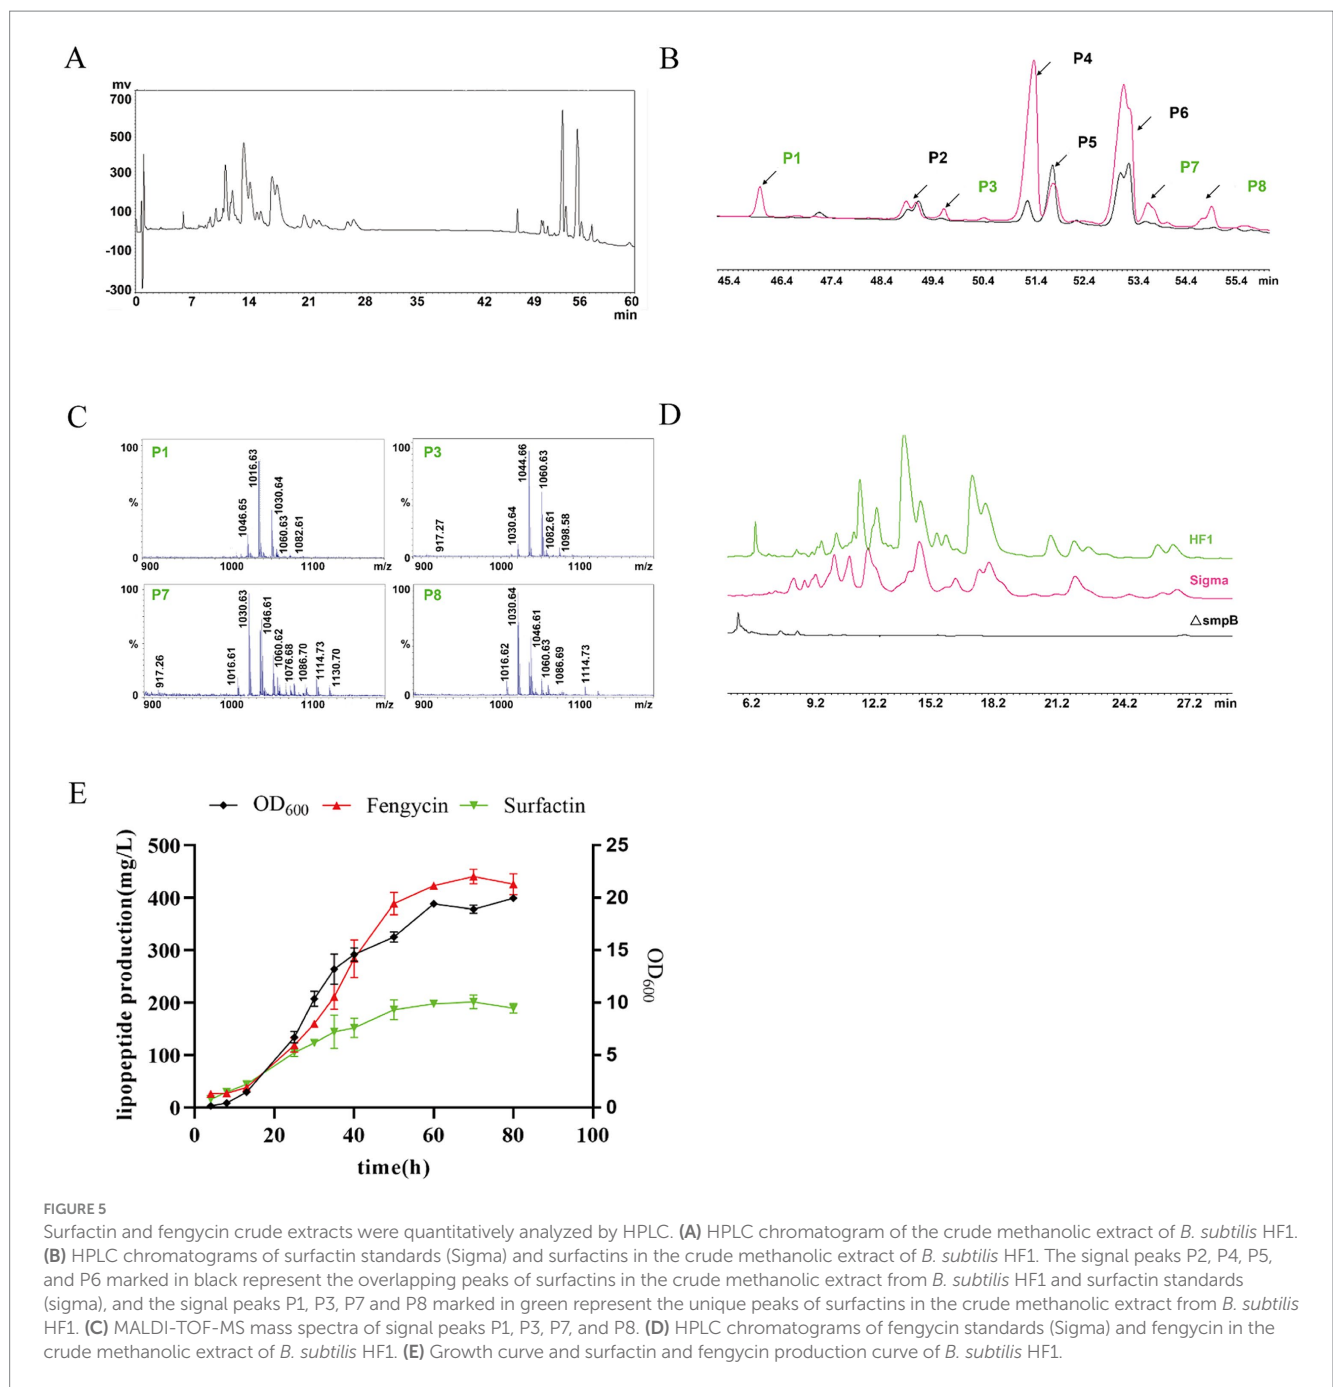 A
mv
700
500
300
100
-100
-300
0 7 14 21 28 35 42 49 56 60
min
B
P1 P2 P3 P4 P5 P6 P7 P8
45.4 46.4 47.4 48.4 49.4 50.4 51.4 52.4 53.4 54.4 55.4 min
C
P1
100
%
0
1046.65
1016.63
1030.64
1060.63
1082.61
900 1000 1100 m/z
P3
100
%
0
917.27
1030.64
1044.66
1060.63
1082.61
1098.58
900 1000 1100 m/z
P7
100
%
0
917.26
1016.61
1030.63
1046.61
1060.62
1076.68
1086.70
1114.73
1130.70
900 1000 1100 m/z
P8
100
%
0
1016.62
1030.64
1046.61
1060.63
1086.69
1114.73
900 1000 1100 m/z
D
HF1
Sigma
△smpB
6.2 9.2 12.2 15.2 18.2 21.2 24.2 27.2 min
E
OD600 Fengycin Surfactin
lipopeptide production(mg/L)
500
400
300
200
100
0
25
20
15
10
5
0
OD600
0 20 40 60 80 100
time(h)
FIGURE 5
Surfactin and fengycin crude extracts were quantitatively analyzed by HPLC. (A) HPLC chromatogram of the crude methanolic extract of B. subtilis HF1.
(B) HPLC chromatograms of surfactin standards (Sigma) and surfactins in the crude methanolic extract of B. subtilis HF1. The signal peaks P2, P4, P5,
and P6 marked in black represent the overlapping peaks of surfactins in the crude methanolic extract from B. subtilis HF1 and surfactin standards
(sigma), and the signal peaks P1, P3, P7 and P8 marked in green represent the unique peaks of surfactins in the crude methanolic extract from B. subtilis
HF1. (C) MALDI-TOF-MS mass spectra of signal peaks P1, P3, P7, and P8. (D) HPLC chromatograms of fengycin standards (Sigma) and fengycin in the
crude methanolic extract of B. subtilis HF1. (E) Growth curve and surfactin and fengycin production curve of B. subtilis HF1.